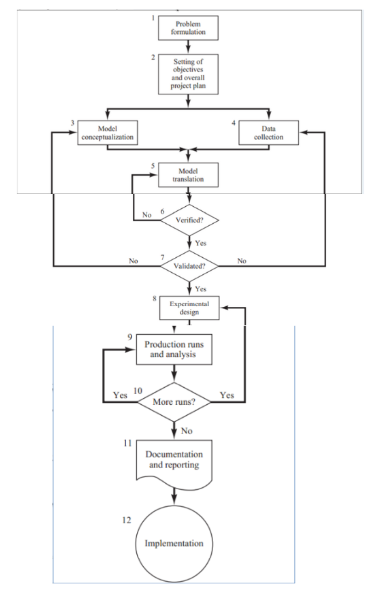 1
Problem
formulation
2
Setting of
objectives
and overall
project plan
3
Model
conceptualization
4
Data
collection
5
Model
translation
No
6
Verified?
Yes
No
7
Validated?
No
Yes
8
Experimental
design
9
Production runs
and analysis
Yes
10
More runs?
Yes
No
11
Documentation
and reporting
12
Implementation